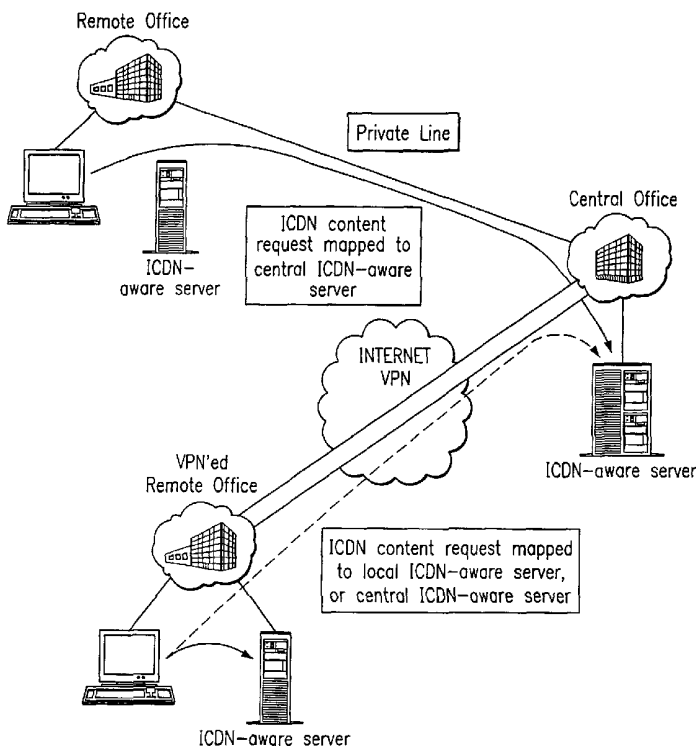 Remote Office
Private Line
Central Office
ICDN content
request mapped to
central ICDN-aware
server
ICDN-
aware server
INTERNET
VPN
ICDN-aware server
VPN'ed
Remote Office
ICDN content request mapped
to local ICDN-aware server,
or central ICDN-aware server
ICDN-aware server